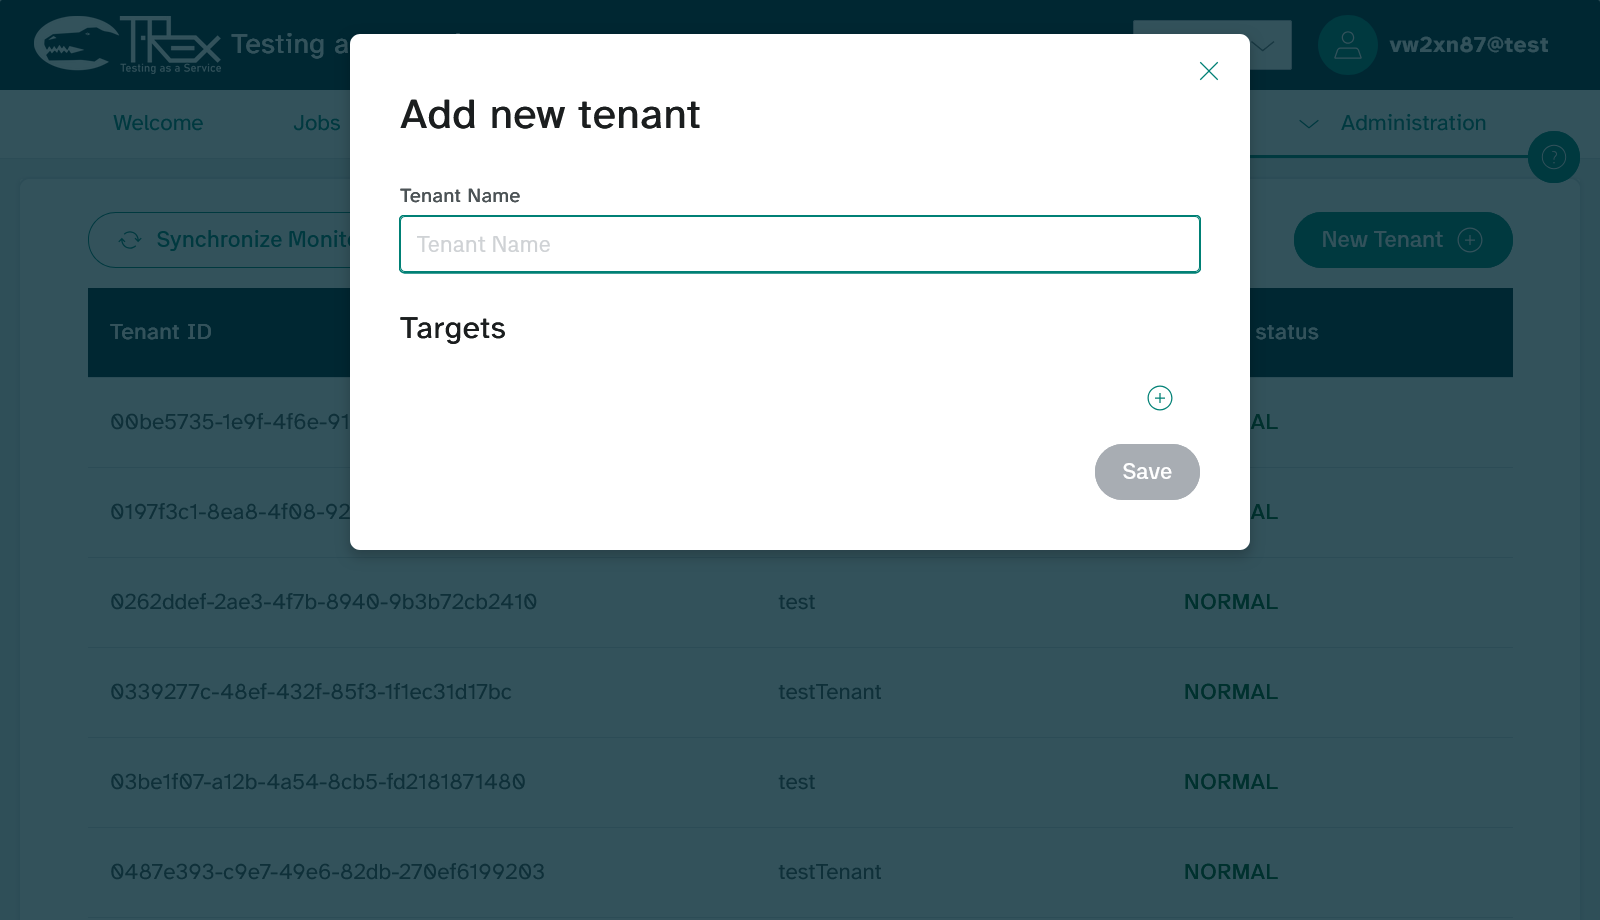 T-Rex
Testing as a Service
Testing a
vw2xn87@test
Welcome
Jobs
Administration
Add new tenant
Tenant Name
Tenant Name
Targets
Save
Synchronize Monit
New Tenant
Tenant ID
status
00be5735-1e9f-4f6e-91
AL
0197f3c1-8ea8-4f08-92
AL
0262ddef-2ae3-4f7b-8940-9b3b72cb2410 test NORMAL
0339277c-48ef-432f-85f3-1f1ec31d17bc testTenant NORMAL
03be1f07-a12b-4a54-8cb5-fd2181871480 test NORMAL
0487e393-c9e7-49e6-82db-270ef6199203 testTenant NORMAL